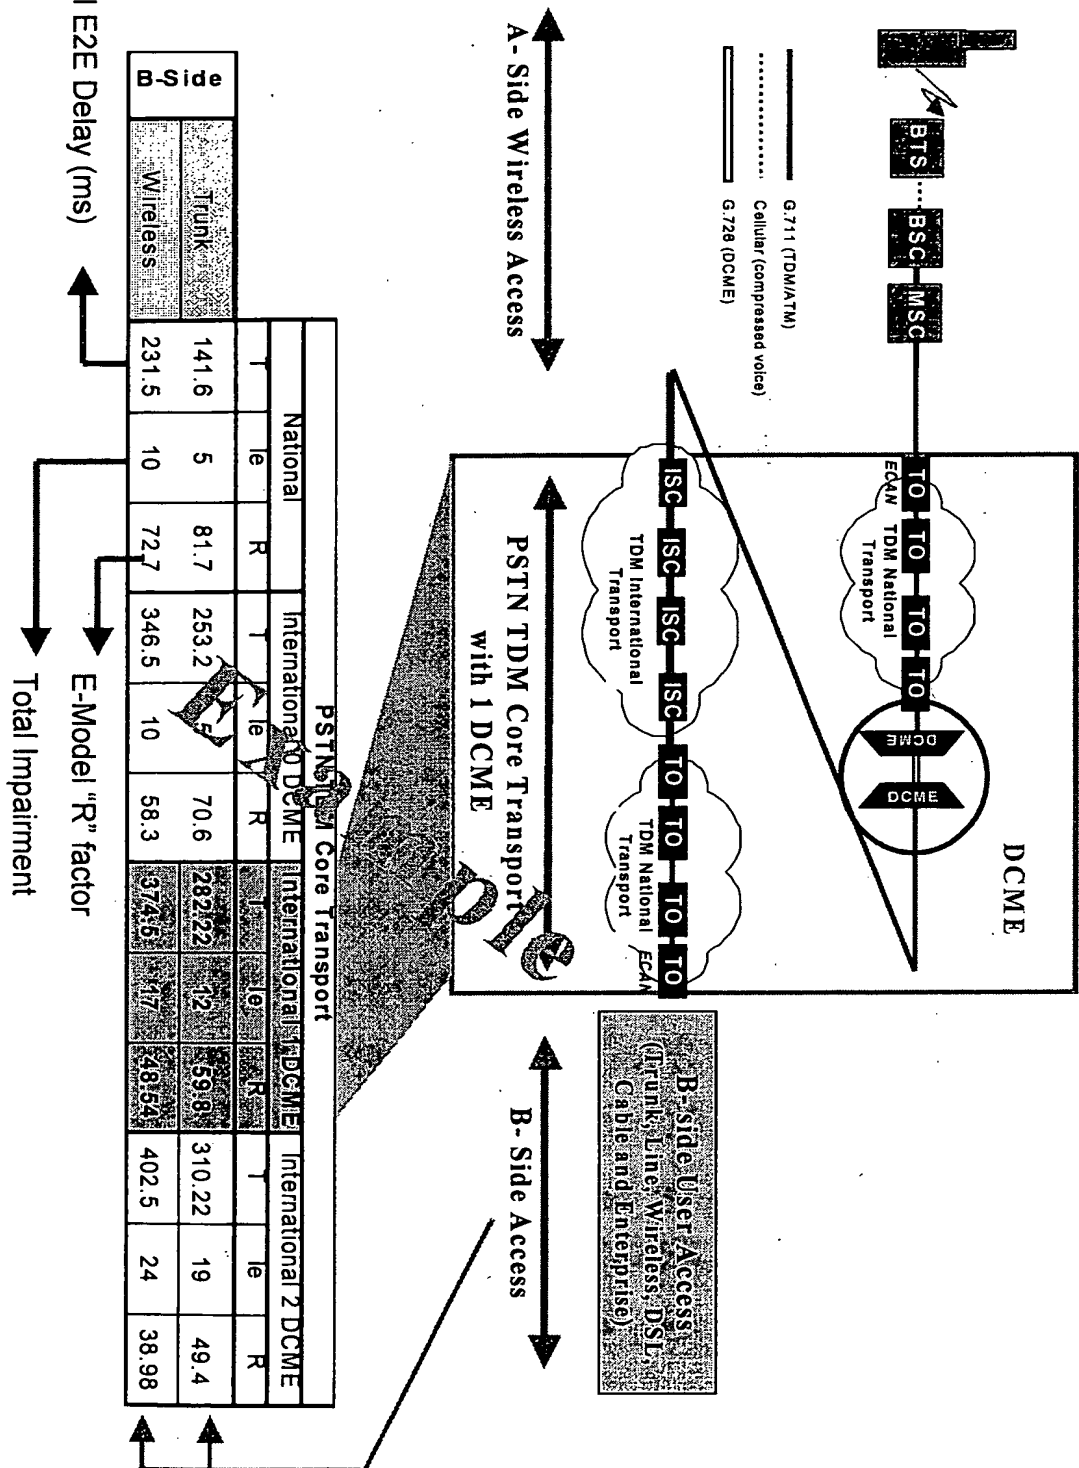 BTS
BSC
MSC
G.711 (TDM/ATM)
Cellular (compressed voice)
G.726 (DCME)
DCME
TO
TO
TO
TO
ECAN
TDM National
Transport
DCME
DCME
ISC
ISC
ISC
ISC
TO
TO
TO
TO
ECAN
TDM International
Transport
TDM National
Transport
B-side User Access
(Trunk, Line, Wireless, DSL,
Cable and Enterprise)
A- Side Wireless Access
PSTN TDM Core Transport
with 1 DCME
B- Side Access
Example
PSTN TDM Core Transport
National
International 0 DCME
International 1 DCME
International 2 DCME
T Ie R T Ie R T Ie R T Ie R
B-Side
Trunk 141.6 5 81.7 253.2 5 70.6 282.22 12 59.8 310.22 19 49.4
Wireless 231.5 10 72.7 346.5 10 58.3 374.5 17 48.54 402.5 24 38.98
E2E Delay (ms)
E-Model "R" factor
Total Impairment